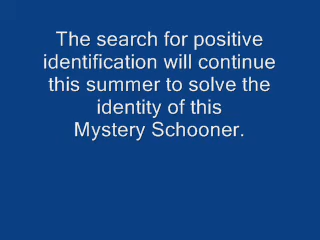 The search for positive
identification will continue
this summer to solve the
identity of this
Mystery Schooner.